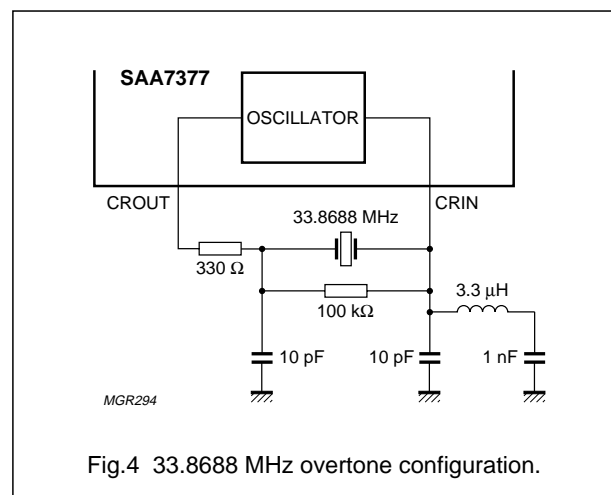 SAA7377
OSCILLATOR
CROUT
CRIN
33.8688 MHz
330 Ω
100 kΩ
3.3 µH
10 pF
10 pF
1 nF
MGR294
Fig.4 33.8688 MHz overtone configuration.